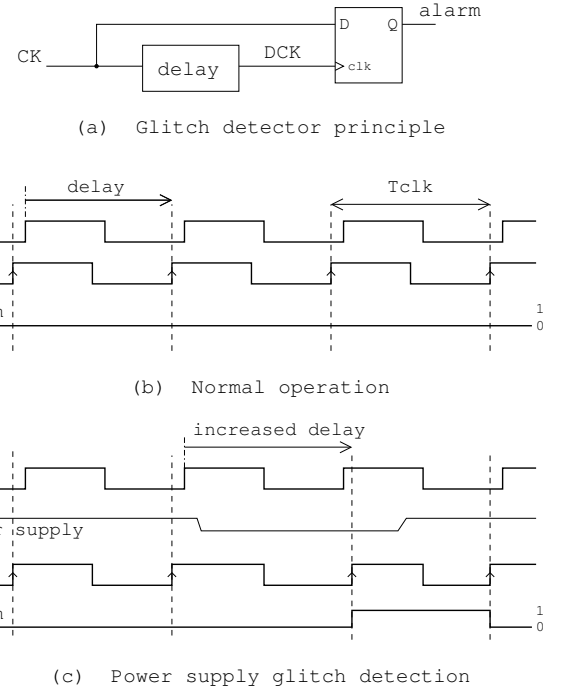 alarm
D Q
CK
DCK
delay
clk
(a) Glitch detector principle
delay
Tclk
1
0
(b) Normal operation
increased delay
supply
1
0
(c) Power supply glitch detection